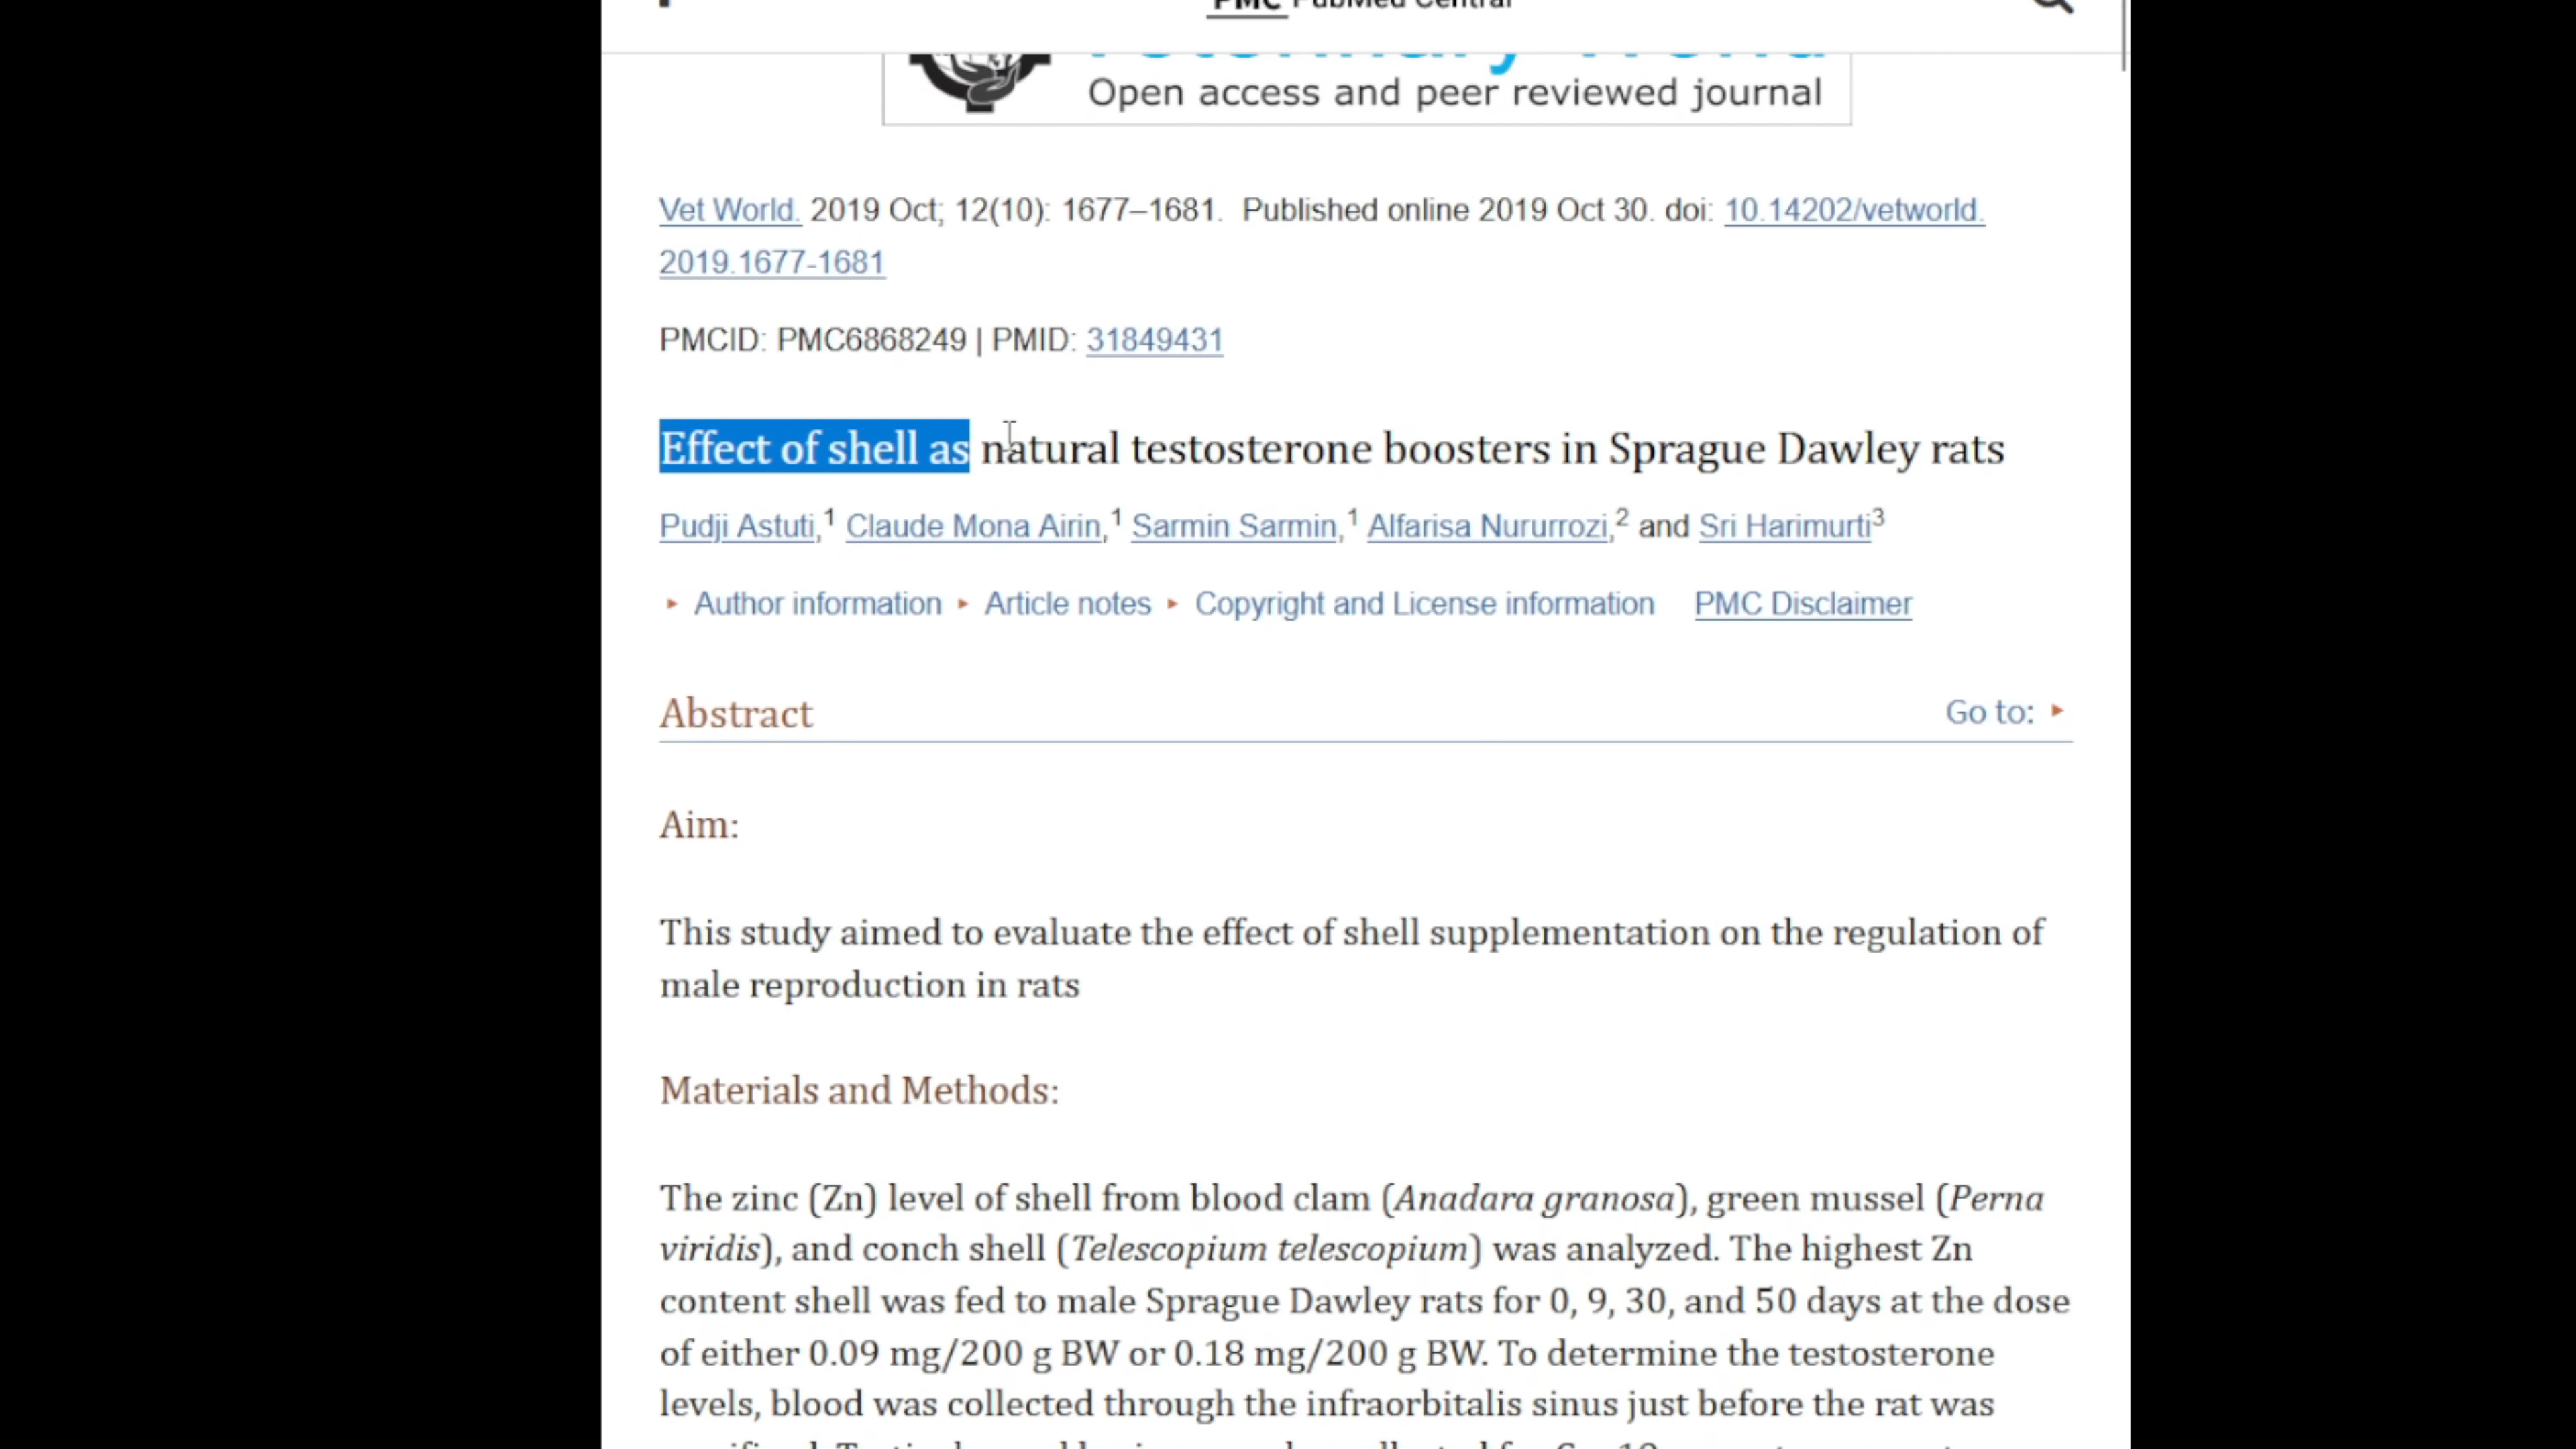 PMC PubMed Central
Open access and peer reviewed journal
Vet World. 2019 Oct; 12(10): 1677–1681. Published online 2019 Oct 30. doi: 10.14202/vetworld.
2019.1677-1681
PMCID: PMC6868249 | PMID: 31849431
Effect of shell as natural testosterone boosters in Sprague Dawley rats
Pudji Astuti,1 Claude Mona Airin,1 Sarmin Sarmin,1 Alfarisa Nururrozi,2 and Sri Harimurti3
▸ Author information ▸ Article notes ▸ Copyright and License information PMC Disclaimer
Abstract Go to: ▸
Aim:
This study aimed to evaluate the effect of shell supplementation on the regulation of
male reproduction in rats
Materials and Methods:
The zinc (Zn) level of shell from blood clam (Anadara granosa), green mussel (Perna
viridis), and conch shell (Telescopium telescopium) was analyzed. The highest Zn
content shell was fed to male Sprague Dawley rats for 0, 9, 30, and 50 days at the dose
of either 0.09 mg/200 g BW or 0.18 mg/200 g BW. To determine the testosterone
levels, blood was collected through the infraorbitalis sinus just before the rat was